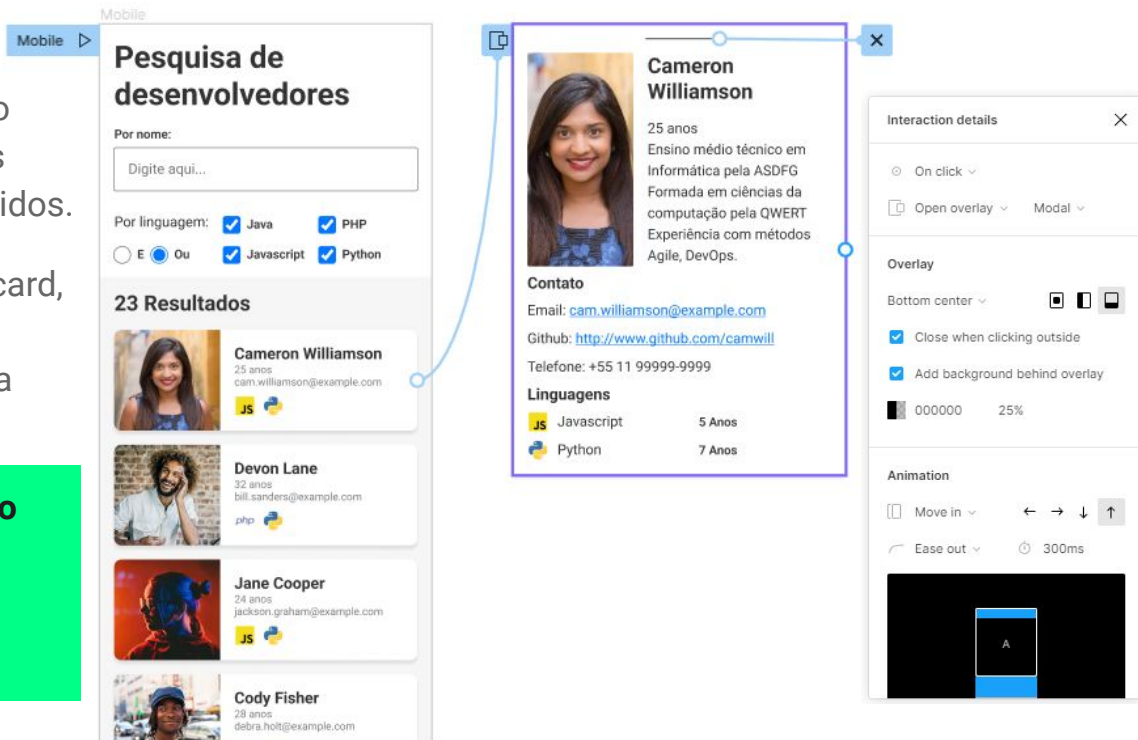 Mobile
Mobile
Pesquisa de
desenvolvedores
Por nome:
Digite aqui...
Por linguagem:
Java
PHP
E
Ou
Javascript
Python
23 Resultados
Cameron Williamson
25 anos
cam.williamson@example.com
JS
Devon Lane
32 anos
bill.sanders@example.com
php
Jane Cooper
24 anos
jackson.graham@example.com
JS
Cody Fisher
28 anos
debra.holt@example.com
o
s
idos.
card,
a
o
Cameron
Williamson
25 anos
Ensino médio técnico em
Informática pela ASDFG
Formada em ciências da
computação pela QWERT
Experiência com métodos
Agile, DevOps.
Contato
Email: cam.williamson@example.com
Github: http://www.github.com/camwill
Telefone: +55 11 99999-9999
Linguagens
JS Javascript 5 Anos
Python 7 Anos
Interaction details
On click
Open overlay Modal
Overlay
Bottom center
Close when clicking outside
Add background behind overlay
000000 25%
Animation
Move in
Ease out 300ms
A